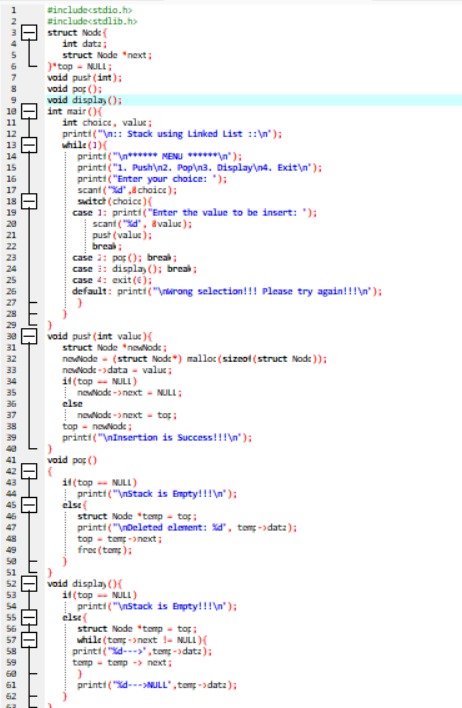 1 #include<stdio.h>
2 #include<stdlib.h>
3 struct Node{
4 int data;
5 struct Node *next;
6 }*top = NULL;
7 void push(int);
8 void pop();
9 void display();
10 int main(){
11 int choice, value;
12 printf("\n:: Stack using Linked List ::\n");
13 while(1){
14 printf("\n****** MENU ******\n");
15 printf("1. Push\n2. Pop\n3. Display\n4. Exit\n");
16 printf("Enter your choice: ");
17 scanf("%d",&choice);
18 switch(choice){
19 case 1: printf("Enter the value to be insert: ");
20 scanf("%d", &value);
21 push(value);
22 break;
23 case 2: pop(); break;
24 case 3: display(); break;
25 case 4: exit(0);
26 default: printf("\nWrong selection!!! Please try again!!!\n");
27 }
28 }
29 }
30 void push(int value){
31 struct Node *newNode;
32 newNode = (struct Node*) malloc(sizeof(struct Node));
33 newNode->data = value;
34 if(top == NULL)
35 newNode->next = NULL;
36 else
37 newNode->next = top;
38 top = newNode;
39 printf("\nInsertion is Success!!!\n");
40 }
41 void pop()
42 {
43 if(top == NULL)
44 printf("\nStack is Empty!!!\n");
45 else{
46 struct Node *temp = top;
47 printf("\nDeleted element: %d", temp->data);
48 top = temp->next;
49 free(temp);
50 }
51 }
52 void display(){
53 if(top == NULL)
54 printf("\nStack is Empty!!!\n");
55 else{
56 struct Node *temp = top;
57 while(temp->next != NULL){
58 printf("%d--->",temp->data);
59 temp = temp -> next;
60 }
61 printf("%d--->NULL",temp->data);
62 }
63 }